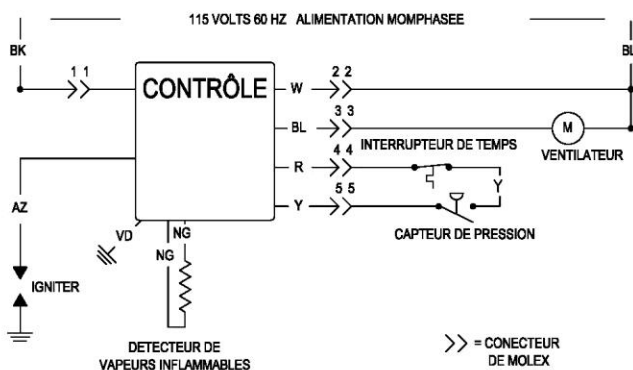 115 VOLTS 60 HZ ALIMENTATION MOMPHASEE
BK
BL
1 1
CONTRÔLE
W
2 2
BL
3 3
M
VENTILATEUR
INTERRUPTEUR DE TEMPS
R
4 4
Y
Y
5 5
CAPTEUR DE PRESSION
AZ
VD
NG
NG
IGNITER
DETECTEUR DE
VAPEURS INFLAMMABLES
= CONECTEUR
DE MOLEX